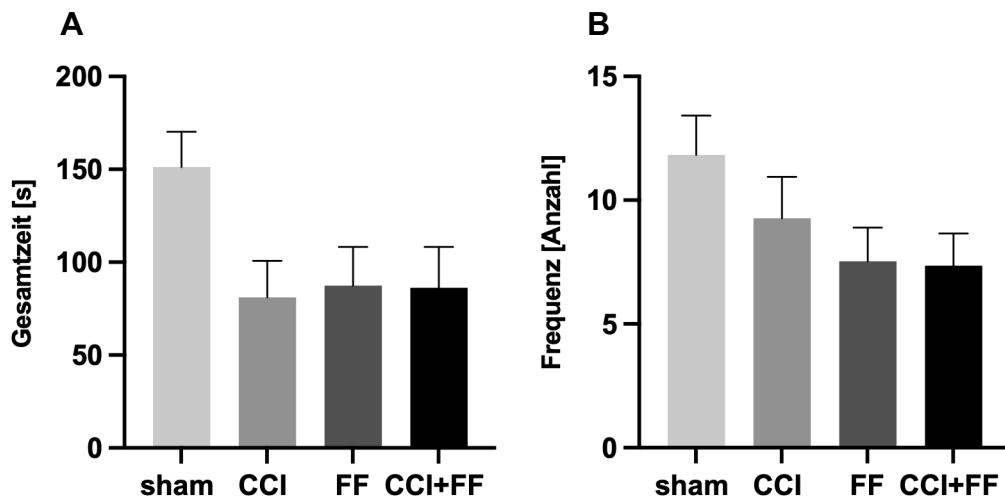 A
Gesamtzeit [s]
200
150
100
50
0
sham CCI FF CCI+FF
B
Frequenz [Anzahl]
15
10
5
0
sham CCI FF CCI+FF